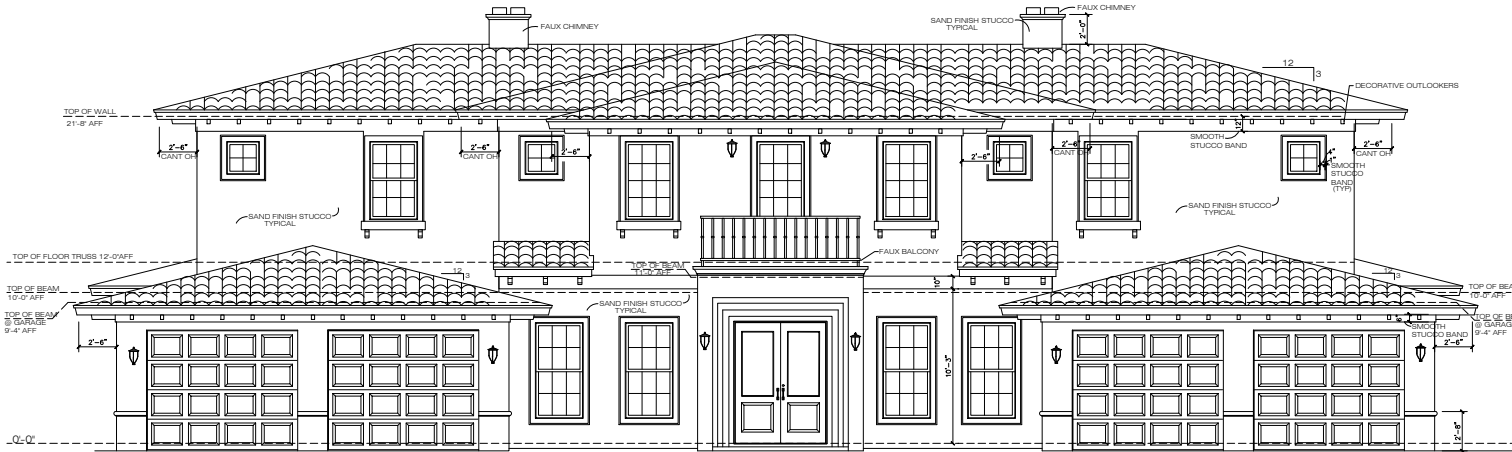 FAUX CHIMNEY
FAUX CHIMNEY
SAND FINISH STUCCO
TYPICAL
2'-0"
12
3
DECORATIVE OUTLOOKERS
TOP OF WALL
21'-8" AFF
12"
SMOOTH
STUCCO BAND
2'-6"
CANT OH
2'-6"
CANT OH
2'-6"
2'-6"
2'-6"
CANT OH
2'-6"
CANT OH
SMOOTH
STUCCO
BAND
(TYP)
SAND FINISH STUCCO
TYPICAL
SAND FINISH STUCCO
TYPICAL
TOP OF FLOOR TRUSS 12'-0"AFF
FAUX BALCONY
TOP OF BEAM
11'-0" AFF
12
3
12
3
10"
TOP OF BEAM
10'-0" AFF
TOP OF BEA
10'-0" AFF
SAND FINISH STUCCO
TYPICAL
TOP OF BEAM
@ GARAGE
9'-4" AFF
TOP OF BE
@ GARAGE
9'-4" AFF
SMOOTH
STUCCO BAND
2'-6"
2'-6"
10'-3"
2'-8"
0'-0"